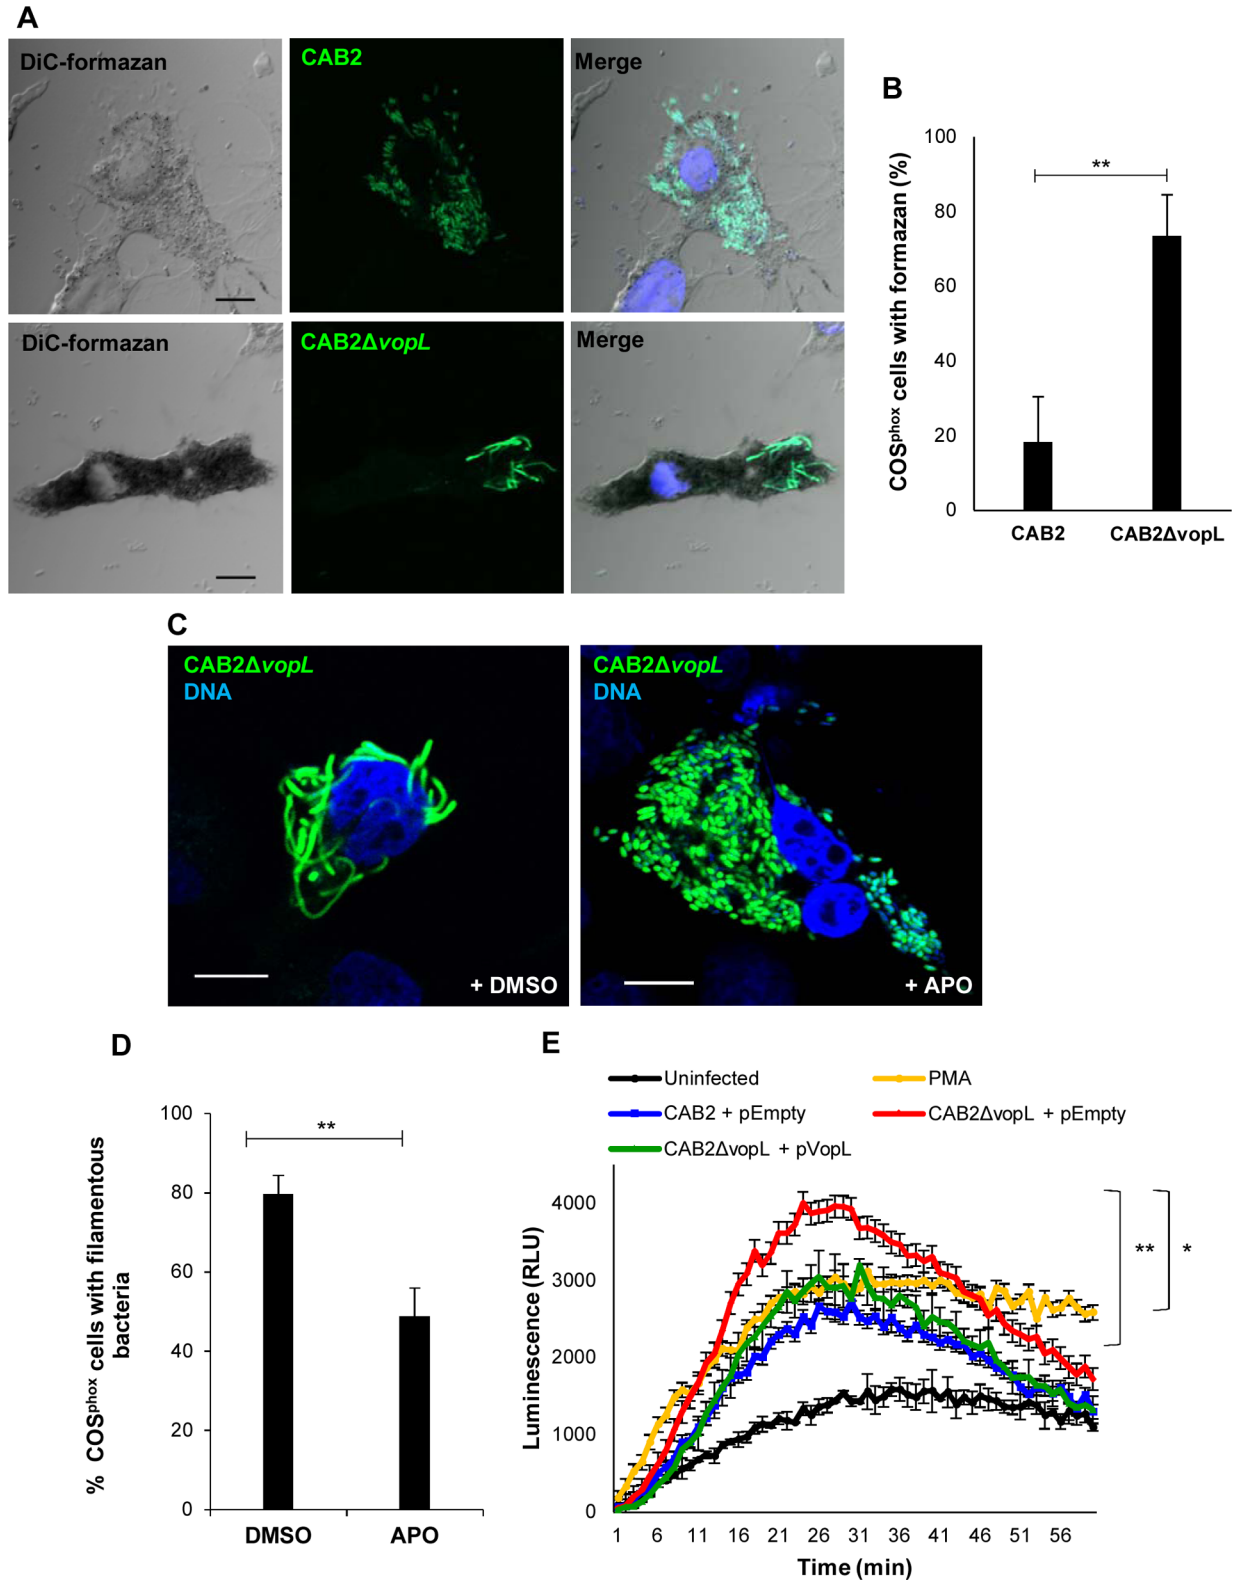 A
DiC-formazan
CAB2
Merge
DiC-formazan
CAB2ΔvopL
Merge
B
COSphox cells with formazan (%)
100
80
60
40
20
0
**
CAB2
CAB2ΔvopL
C
CAB2ΔvopL
DNA
+ DMSO
CAB2ΔvopL
DNA
+ APO
D
% COSphox cells with filamentous
bacteria
100
80
60
40
20
0
**
DMSO
APO
E
Uninfected
PMA
CAB2 + pEmpty
CAB2ΔvopL + pEmpty
CAB2ΔvopL + pVopL
Luminescence (RLU)
4000
3000
2000
1000
0
** *
1 6 11 16 21 26 31 36 41 46 51 56
Time (min)